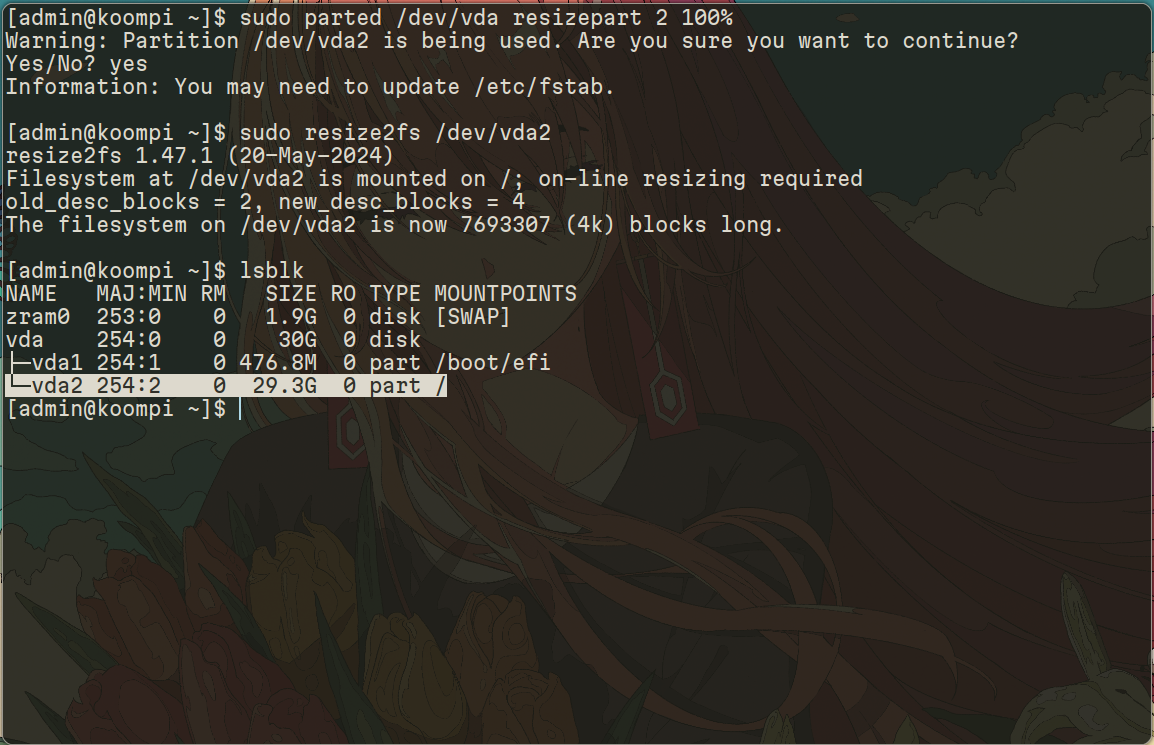 [admin@koompi ~]$ sudo parted /dev/vda resizepart 2 100%
Warning: Partition /dev/vda2 is being used. Are you sure you want to continue?
Yes/No? yes
Information: You may need to update /etc/fstab.
[admin@koompi ~]$ sudo resize2fs /dev/vda2
resize2fs 1.47.1 (20-May-2024)
Filesystem at /dev/vda2 is mounted on /; on-line resizing required
old_desc_blocks = 2, new_desc_blocks = 4
The filesystem on /dev/vda2 is now 7693307 (4k) blocks long.
[admin@koompi ~]$ lsblk
NAME   MAJ:MIN RM   SIZE RO TYPE MOUNTPOINTS
zram0  253:0    0   1.9G  0 disk [SWAP]
vda    254:0    0    30G  0 disk
├─vda1 254:1    0 476.8M  0 part /boot/efi
└─vda2 254:2    0  29.3G  0 part /
[admin@koompi ~]$